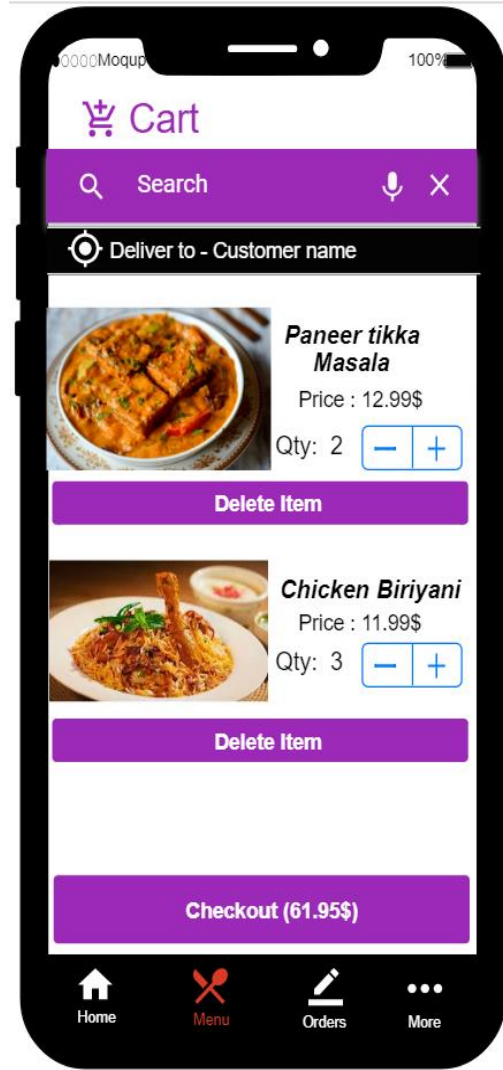 Moqup
100%
Cart
Search
Deliver to - Customer name
Paneer tikka
Masala
Price : 12.99$
Qty: 2
Delete Item
Chicken Biriyani
Price : 11.99$
Qty: 3
Delete Item
Checkout (61.95$)
Home
Menu
Orders
More